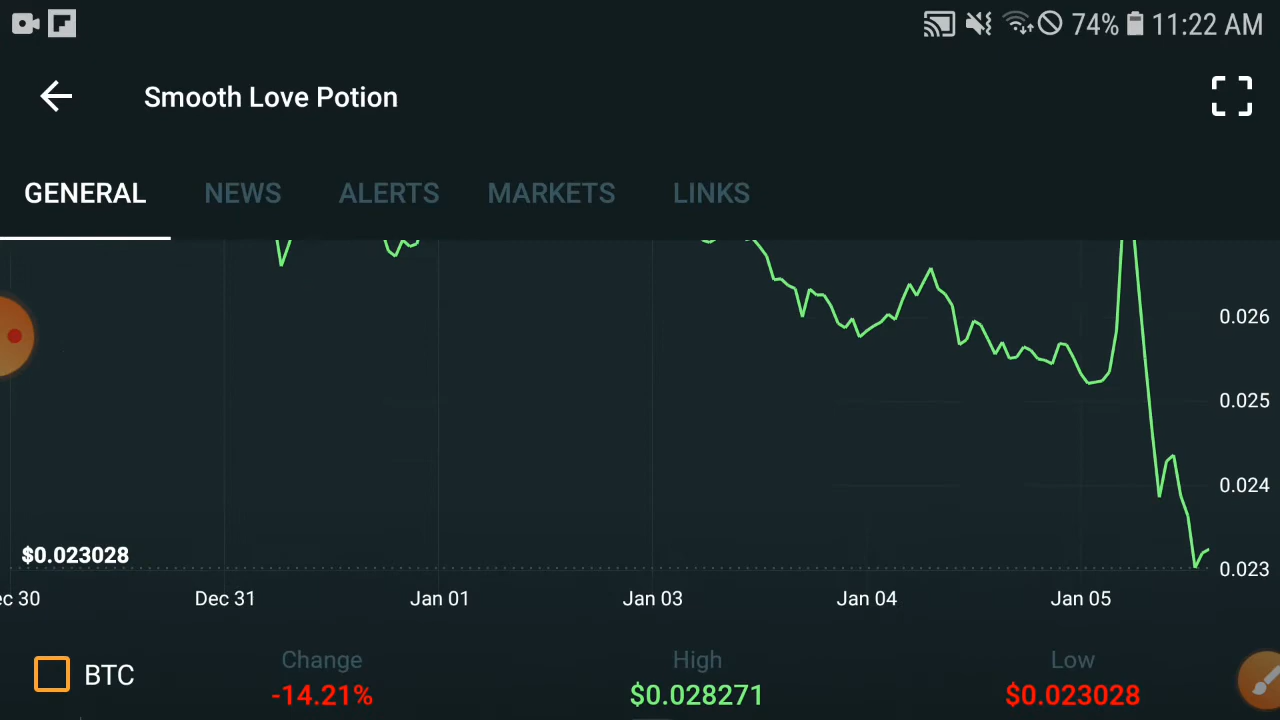 74% 11:22 AM
Smooth Love Potion
GENERAL NEWS ALERTS MARKETS LINKS
0.026
0.025
0.024
$0.023028
0.023
ec 30 Dec 31 Jan 01 Jan 03 Jan 04 Jan 05
Change High Low
BTC -14.21% $0.028271 $0.023028